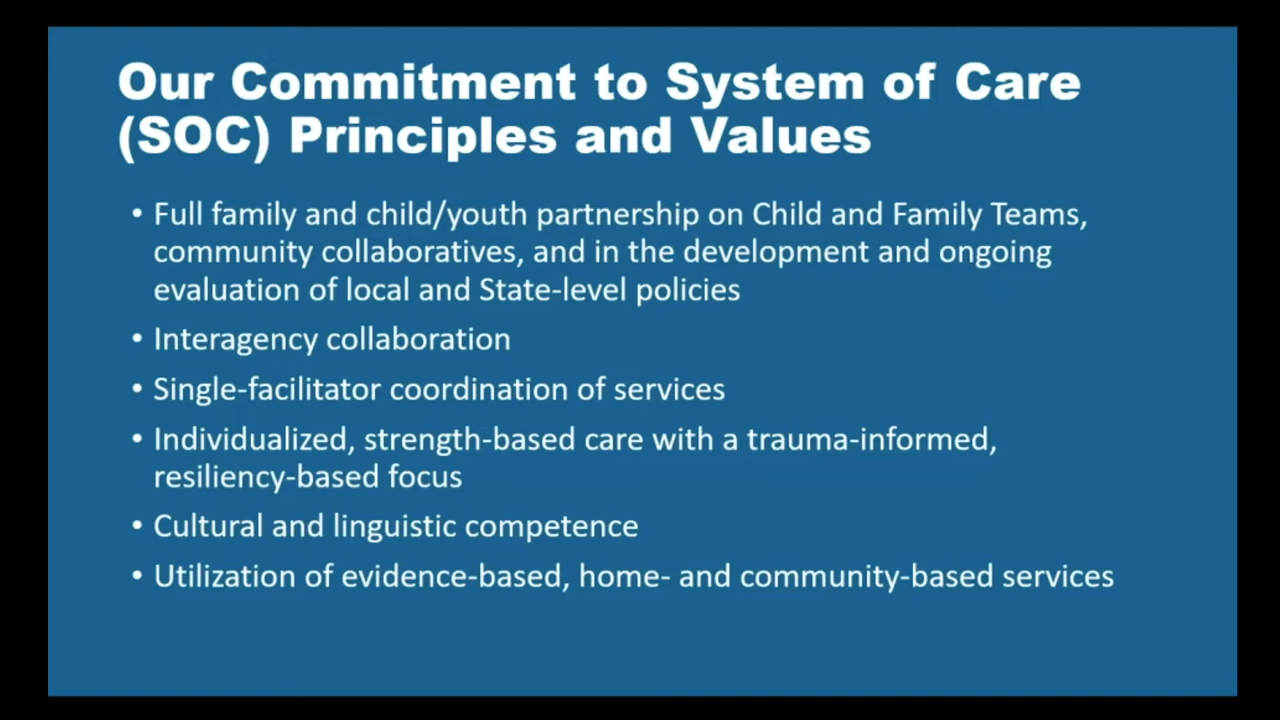 Our Commitment to System of Care
(SOC) Principles and Values
• Full family and child/youth partnership on Child and Family Teams,
community collaboratives, and in the development and ongoing
evaluation of local and State-level policies
• Interagency collaboration
• Single-facilitator coordination of services
• Individualized, strength-based care with a trauma-informed,
resiliency-based focus
• Cultural and linguistic competence
• Utilization of evidence-based, home- and community-based services